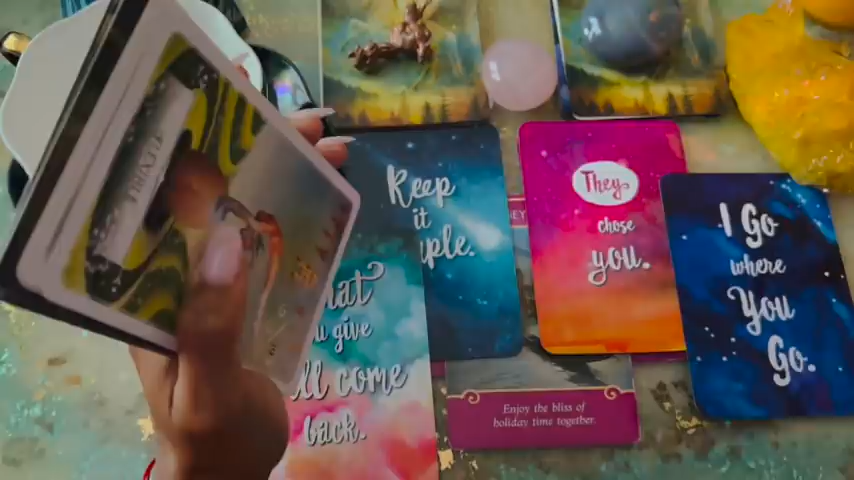 Keep
it
ple.
They
chose
you.
I Go
where
You
Go.
hat
u give
ll come
back.
Enjoy the bliss of
holiday time together.